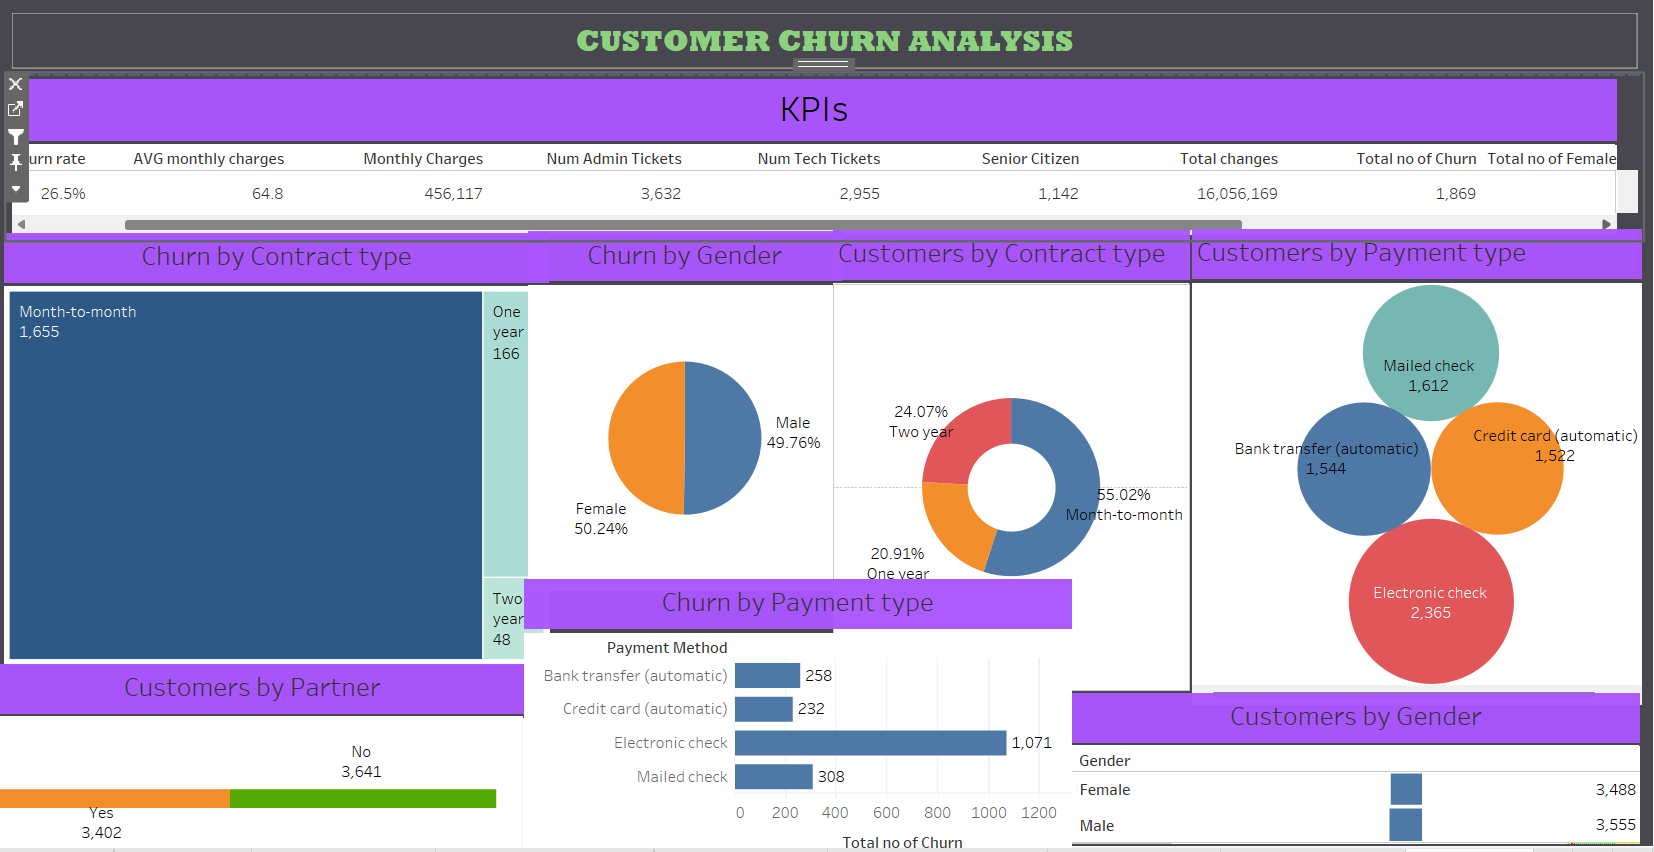 CUSTOMER CHURN ANALYSIS
KPIs
urn rate AVG monthly charges Monthly Charges Num Admin Tickets Num Tech Tickets Senior Citizen Total changes Total no of Churn Total no of Female
26.5% 64.8 456,117 3,632 2,955 1,142 16,056,169 1,869
Churn by Contract type
Month-to-month
1,655
One
year
166
Two
year
48
Churn by Gender
Male
49.76%
Female
50.24%
Customers by Contract type
24.07%
Two year
55.02%
Month-to-month
20.91%
One year
Customers by Payment type
Mailed check
1,612
Bank transfer (automatic)
1,544
Credit card (automatic)
1,522
Electronic check
2,365
Churn by Payment type
Payment Method
Bank transfer (automatic) 258
Credit card (automatic) 232
Electronic check 1,071
Mailed check 308
0 200 400 600 800 1000 1200
Total no of Churn
Customers by Partner
No
3,641
Yes
3,402
Customers by Gender
Gender
Female 3,488
Male 3,555